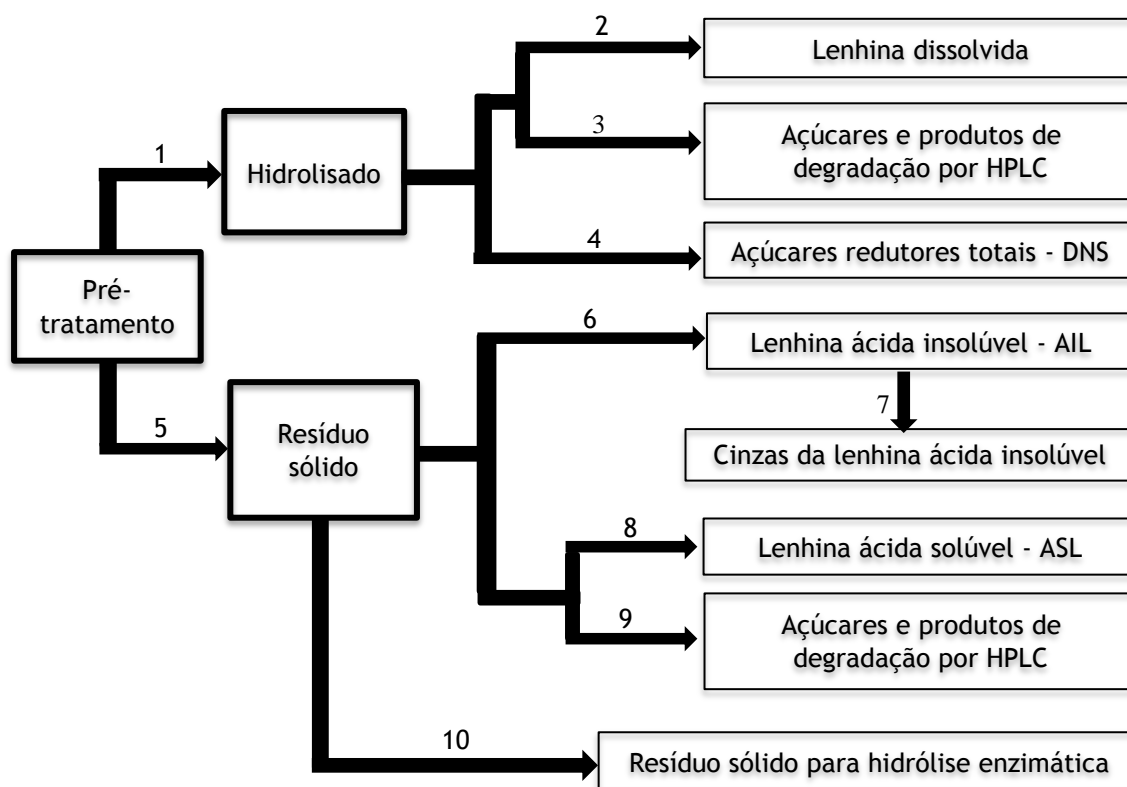 2
Lenhina dissolvida
1
3
Açúcares e produtos de
degradação por HPLC
Hidrolisado
4
Açúcares redutores totais - DNS
Pré-
tratamento
6
Lenhina ácida insolúvel - AIL
7
5
Resíduo
sólido
Cinzas da lenhina ácida insolúvel
8
Lenhina ácida solúvel - ASL
9
Açúcares e produtos de
degradação por HPLC
10
Resíduo sólido para hidrólise enzimática